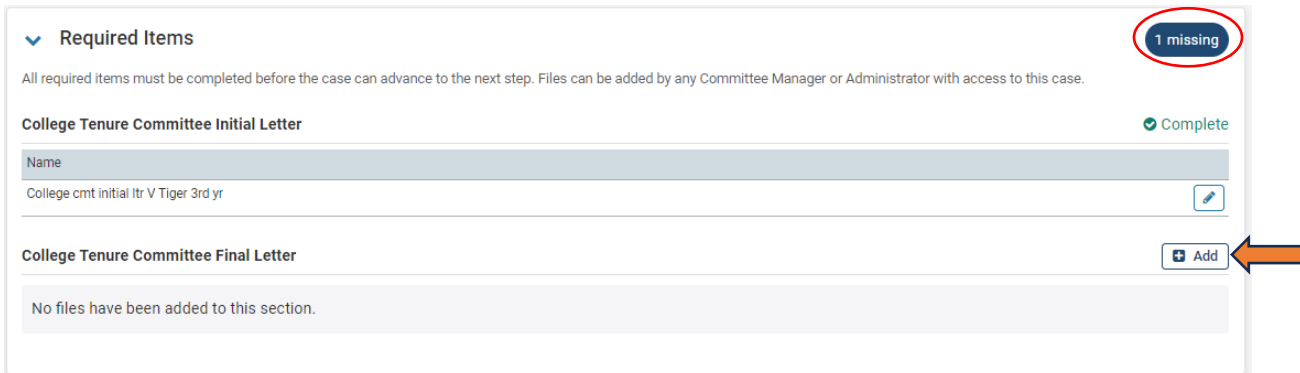 Required Items
1 missing
All required items must be completed before the case can advance to the next step. Files can be added by any Committee Manager or Administrator with access to this case.
College Tenure Committee Initial Letter
Complete
Name
College cmt initial ltr V Tiger 3rd yr
College Tenure Committee Final Letter
Add
No files have been added to this section.